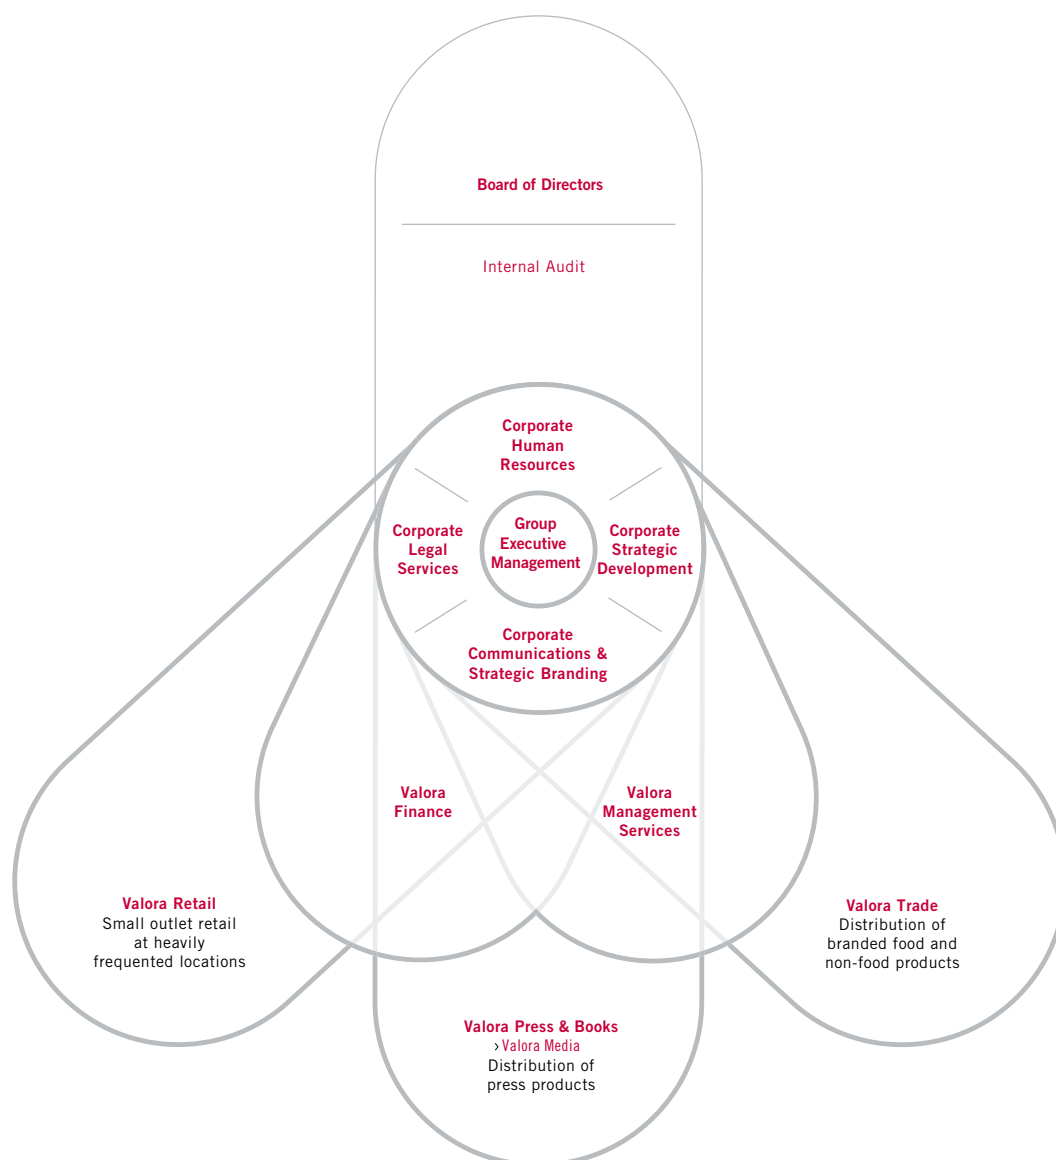 Board of Directors
Internal Audit
Corporate
Human
Resources
Corporate
Legal
Services
Group
Executive
Management
Corporate
Strategic
Development
Corporate
Communications &
Strategic Branding
Valora
Finance
Valora
Management
Services
Valora Retail
Small outlet retail
at heavily
frequented locations
Valora Trade
Distribution of
branded food and
non-food products
Valora Press & Books
› Valora Media
Distribution of
press products